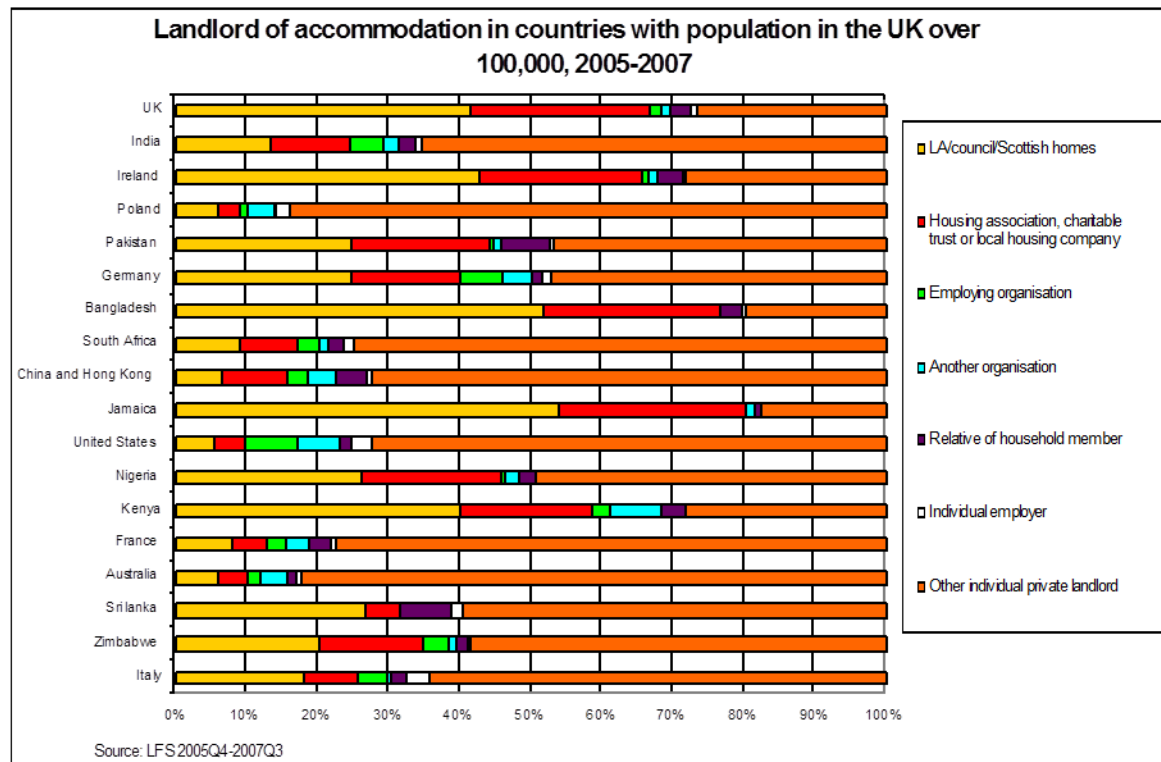 Landlord of accommodation in countries with population in the UK over
100,000, 2005-2007
UK
India
Ireland
Poland
Pakistan
Germany
Bangladesh
South Africa
China and Hong Kong
Jamaica
United States
Nigeria
Kenya
France
Australia
Srilanka
Zimbabwe
Italy
0% 10% 20% 30% 40% 50% 60% 70% 80% 90% 100%
LA/council/Scottish homes
Housing association, charitable
trust or local housing company
Employing organisation
Another organisation
Relative of household member
Individual employer
Other individual private landlord
Source: LFS 2005Q4-2007Q3